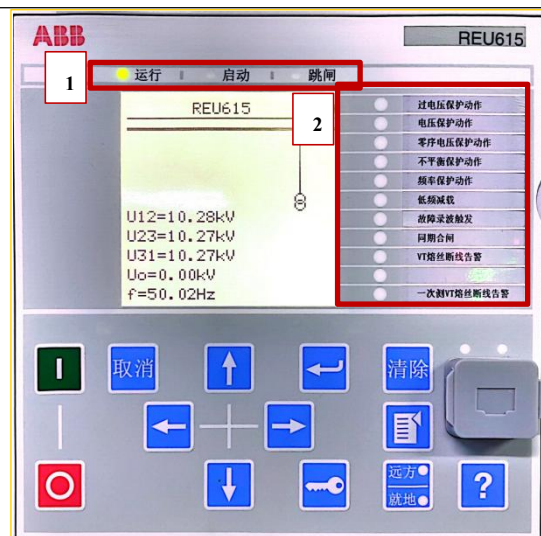 ABB
REU615
1
运行 启动 跳闸
REU615
2
过电压保护动作
电压保护动作
零序电压保护动作
不平衡保护动作
频率保护动作
低频减载
故障录波触发
同期合闸
VT熔丝断线告警
一次侧VT熔丝断线告警
U12=10.28kV
U23=10.27kV
U31=10.27kV
Uo=0.00kV
f=50.02Hz
I
取消
清除
O
远方
就地
?